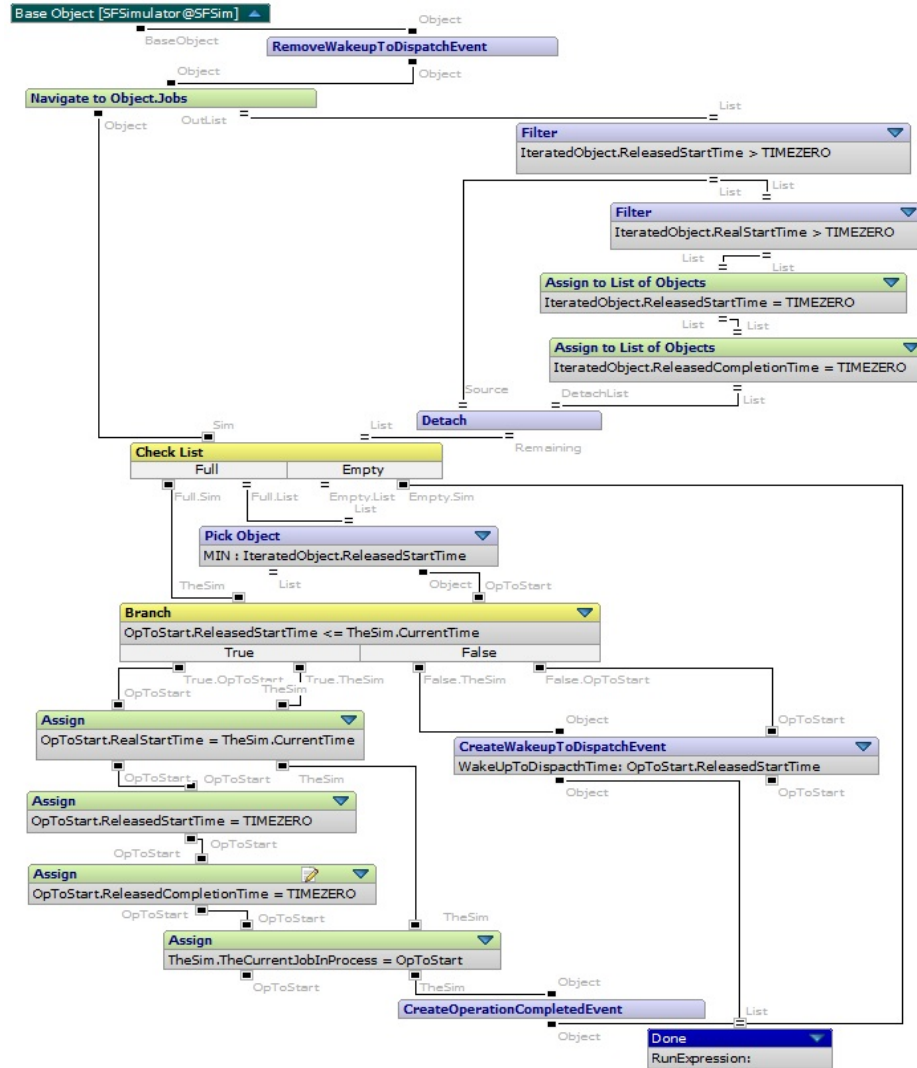 Base Object [SFSimulator@SFSim]
BaseObject
Object
RemoveWakeupToDispatchEvent
Object
Object
Navigate to Object.Jobs
Object
OutList
List
Filter
IteratedObject.ReleasedStartTime > TIMEZERO
List
List
Filter
IteratedObject.RealStartTime > TIMEZERO
List
List
Assign to List of Objects
IteratedObject.ReleasedStartTime = TIMEZERO
List
List
Assign to List of Objects
IteratedObject.ReleasedCompletionTime = TIMEZERO
List
Source
DetachList
Detach
Remaining
Sim
List
Check List
Full
Empty
Full.Sim
Full.List
Empty.List
Empty.Sim
List
Pick Object
MIN : IteratedObject.ReleasedStartTime
List
Object
TheSim
OpToStart
Branch
OpToStart.ReleasedStartTime <= TheSim.CurrentTime
True
False
True.OpToStart
True.TheSim
False.TheSim
False.OpToStart
OpToStart
TheSim
Assign
OpToStart.RealStartTime = TheSim.CurrentTime
OpToStart
TheSim
Object
OpToStart
CreateWakeupToDispatchEvent
WakeUpToDispacthTime: OpToStart.ReleasedStartTime
Object
OpToStart
OpToStart
Assign
OpToStart.ReleasedStartTime = TIMEZERO
OpToStart
OpToStart
Assign
OpToStart.ReleasedCompletionTime = TIMEZERO
OpToStart
OpToStart
TheSim
Assign
TheSim.TheCurrentJobInProcess = OpToStart
OpToStart
TheSim
Object
CreateOperationCompletedEvent
Object
List
Done
RunExpression: